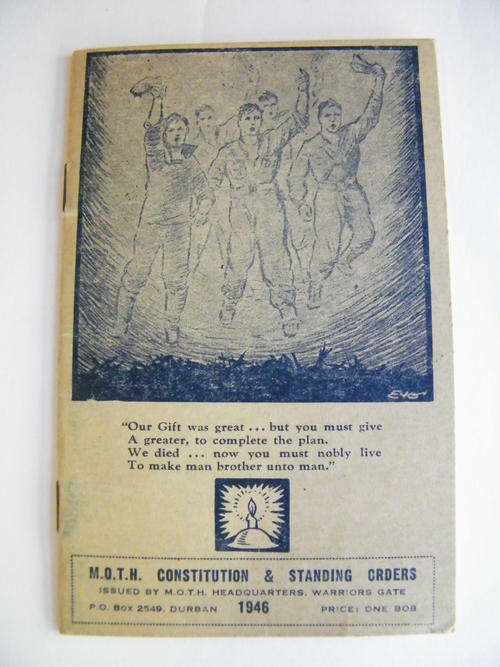 Evo
"Our Gift was great ... but you must give
A greater, to complete the plan.
We died ... now you must nobly live
To make man brother unto man."
M.O.T.H. CONSTITUTION & STANDING ORDERS
ISSUED BY M.O.T.H. HEADQUARTERS, WARRIORS GATE
P.O. BOX 2549, DURBAN 1946 PRICE: ONE BOB